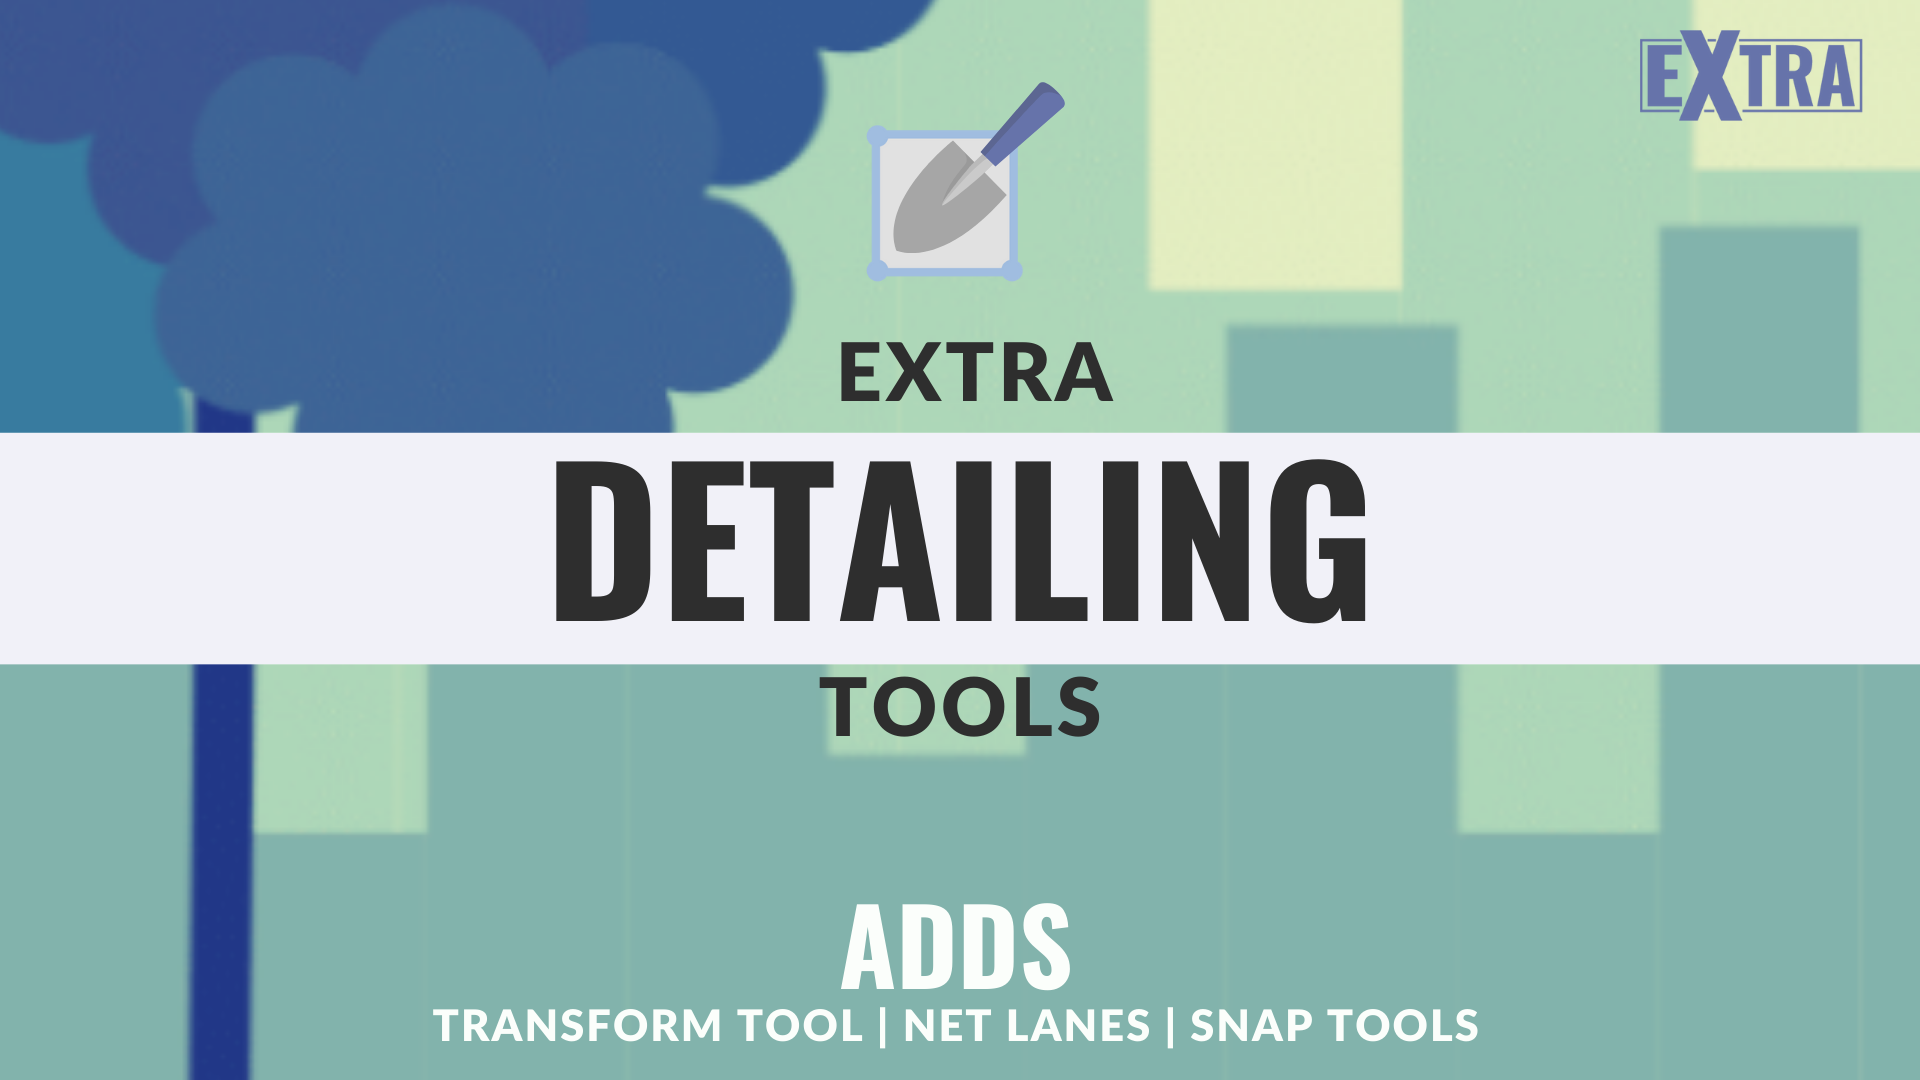 EXTRA
EXTRA
DETAILING
TOOLS
ADDS
TRANSFORM TOOL | NET LANES | SNAP TOOLS